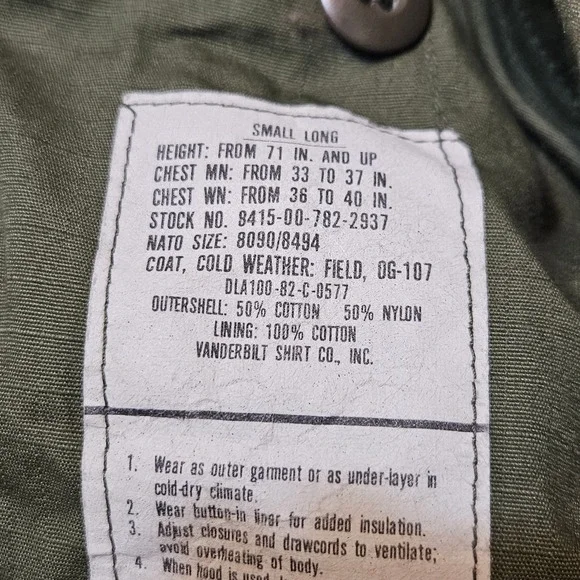 SMALL LONG
HEIGHT: FROM 71 IN. AND UP
CHEST MN: FROM 33 TO 37 IN.
CHEST WN: FROM 36 TO 40 IN.
STOCK NO. 8415-00-782-2937
NATO SIZE: 8090/8494
COAT, COLD WEATHER: FIELD, OG-107
DLA100-82-C-0577
OUTERSHELL: 50% COTTON 50% NYLON
LINING: 100% COTTON
VANDERBILT SHIRT CO., INC.
1. Wear as outer garment or as under-layer in
cold-dry climate.
2. Wear button-in liner for added insulation.
3. Adjust closures and drawcords to ventilate;
avoid overheating of body.
4. When hood is used